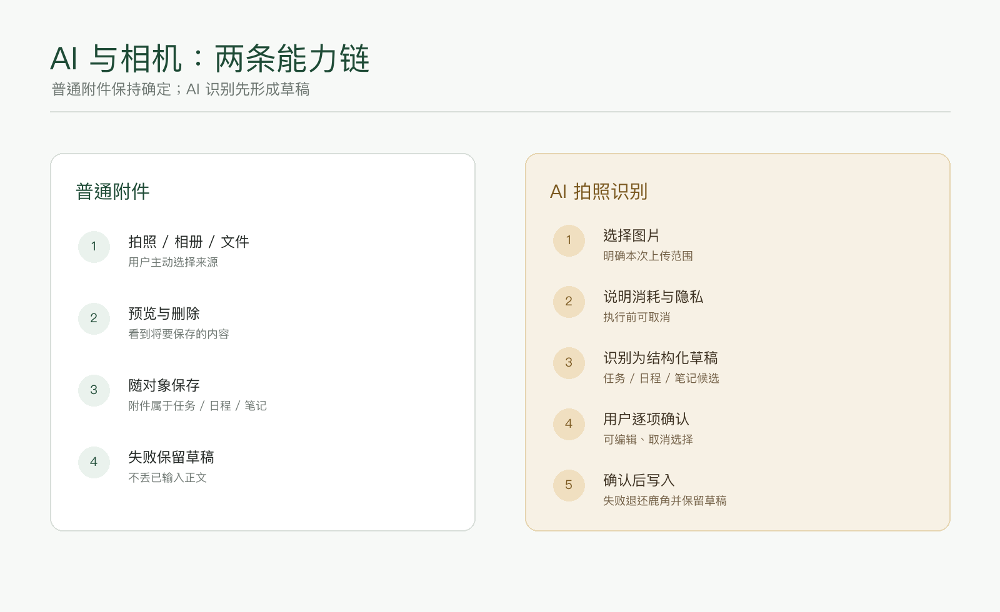 AI 与相机：两条能力链
普通附件保持确定；AI 识别先形成草稿
普通附件
1
拍照 / 相册 / 文件
用户主动选择来源
2
预览与删除
看到将要保存的内容
3
随对象保存
附件属于任务 / 日程 / 笔记
4
失败保留草稿
不丢已输入正文
AI 拍照识别
1
选择图片
明确本次上传范围
2
说明消耗与隐私
执行前可取消
3
识别为结构化草稿
任务 / 日程 / 笔记候选
4
用户逐项确认
可编辑、取消选择
5
确认后写入
失败退还鹿角并保留草稿